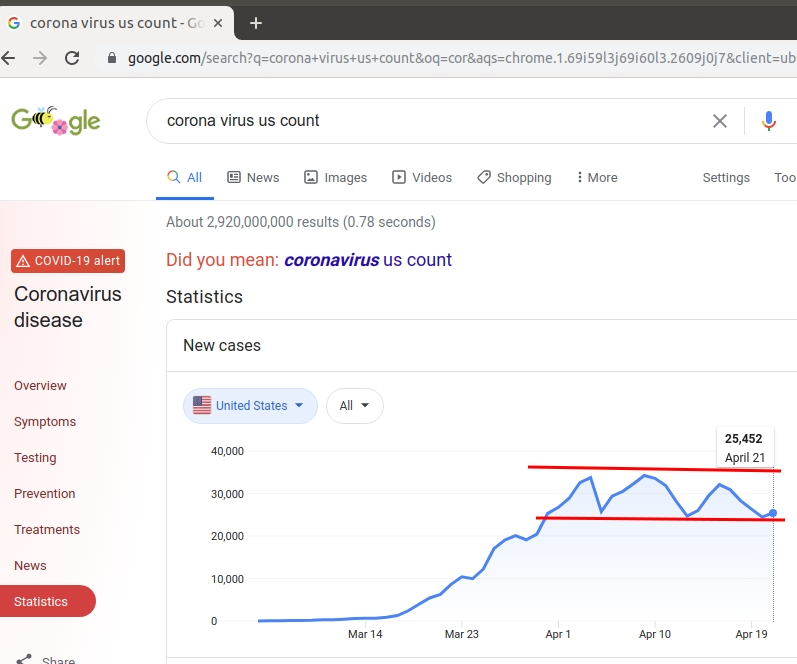 corona virus us count - Go
google.com/search?q=corona+virus+us+count&oq=cor&aqs=chrome.1.69i59l3j69i60l3.2609j0j7&client=ub
Google
corona virus us count
All News Images Videos Shopping More Settings Too
About 2,920,000,000 results (0.78 seconds)
COVID-19 alert
Coronavirus
disease
Overview
Symptoms
Testing
Prevention
Treatments
News
Statistics
Share
Did you mean: coronavirus us count
Statistics
New cases
United States All
25,452
April 21
40,000
30,000
20,000
10,000
0
Mar 14 Mar 23 Apr 1 Apr 10 Apr 19